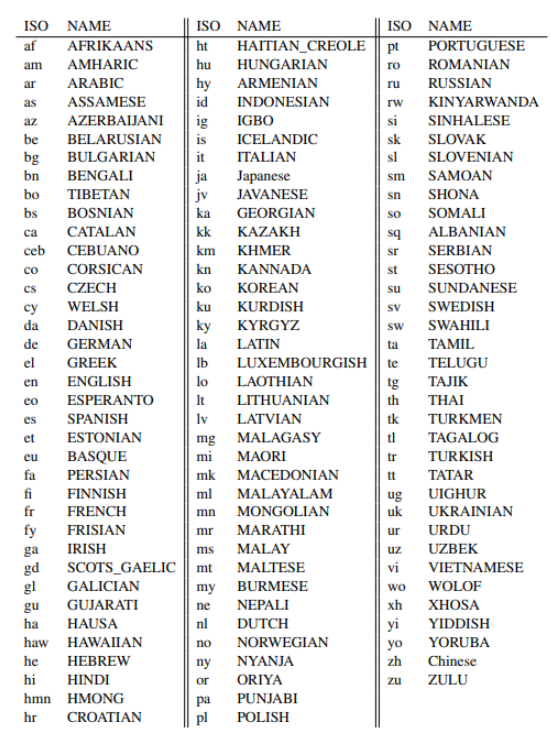 ISO NAME ISO NAME ISO NAME
af AFRIKAANS ht HAITIAN_CREOLE pt PORTUGUESE
am AMHARIC hu HUNGARIAN ro ROMANIAN
ar ARABIC hy ARMENIAN ru RUSSIAN
as ASSAMESE id INDONESIAN rw KINYARWANDA
az AZERBAIJANI ig IGBO si SINHALESE
be BELARUSIAN is ICELANDIC sk SLOVAK
bg BULGARIAN it ITALIAN sl SLOVENIAN
bn BENGALI ja Japanese sm SAMOAN
bo TIBETAN jv JAVANESE sn SHONA
bs BOSNIAN ka GEORGIAN so SOMALI
ca CATALAN kk KAZAKH sq ALBANIAN
ceb CEBUANO km KHMER sr SERBIAN
co CORSICAN kn KANNADA st SESOTHO
cs CZECH ko KOREAN su SUNDANESE
cy WELSH ku KURDISH sv SWEDISH
da DANISH ky KYRGYZ sw SWAHILI
de GERMAN la LATIN ta TAMIL
el GREEK lb LUXEMBOURGISH te TELUGU
en ENGLISH lo LAOTHIAN tg TAJIK
eo ESPERANTO lt LITHUANIAN th THAI
es SPANISH lv LATVIAN tk TURKMEN
et ESTONIAN mg MALAGASY tl TAGALOG
eu BASQUE mi MAORI tr TURKISH
fa PERSIAN mk MACEDONIAN tt TATAR
fi FINNISH ml MALAYALAM ug UIGHUR
fr FRENCH mn MONGOLIAN uk UKRAINIAN
fy FRISIAN mr MARATHI ur URDU
ga IRISH ms MALAY uz UZBEK
gd SCOTS_GAELIC mt MALTESE vi VIETNAMESE
gl GALICIAN my BURMESE wo WOLOF
gu GUJARATI ne NEPALI xh XHOSA
ha HAUSA nl DUTCH yi YIDDISH
haw HAWAIIAN no NORWEGIAN yo YORUBA
he HEBREW ny NYANJA zh Chinese
hi HINDI or ORIYA zu ZULU
hmn HMONG pa PUNJABI
hr CROATIAN pl POLISH